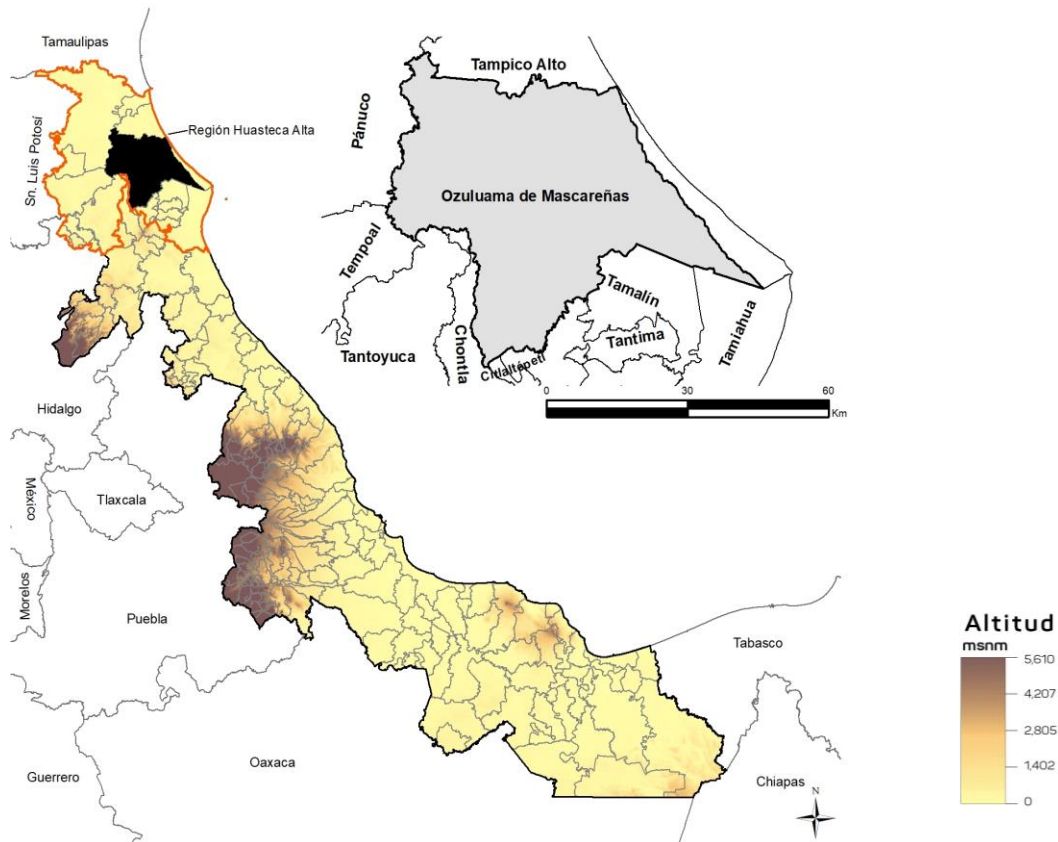 Tamaulipas
Sn. Luis Potosí
Región Huasteca Alta
Tampico Alto
Pánuco
Ozuluama de Mascareñas
Tempoal
Tantoyuca
Chontla
Citlaltépetl
Tamalín
Tantima
Tamiahua
0 30 60
Km
Hidalgo
México
Tlaxcala
Morelos
Puebla
Guerrero
Oaxaca
Tabasco
Chiapas
N
Altitud
msnm
5,610
4,207
2,805
1402
0